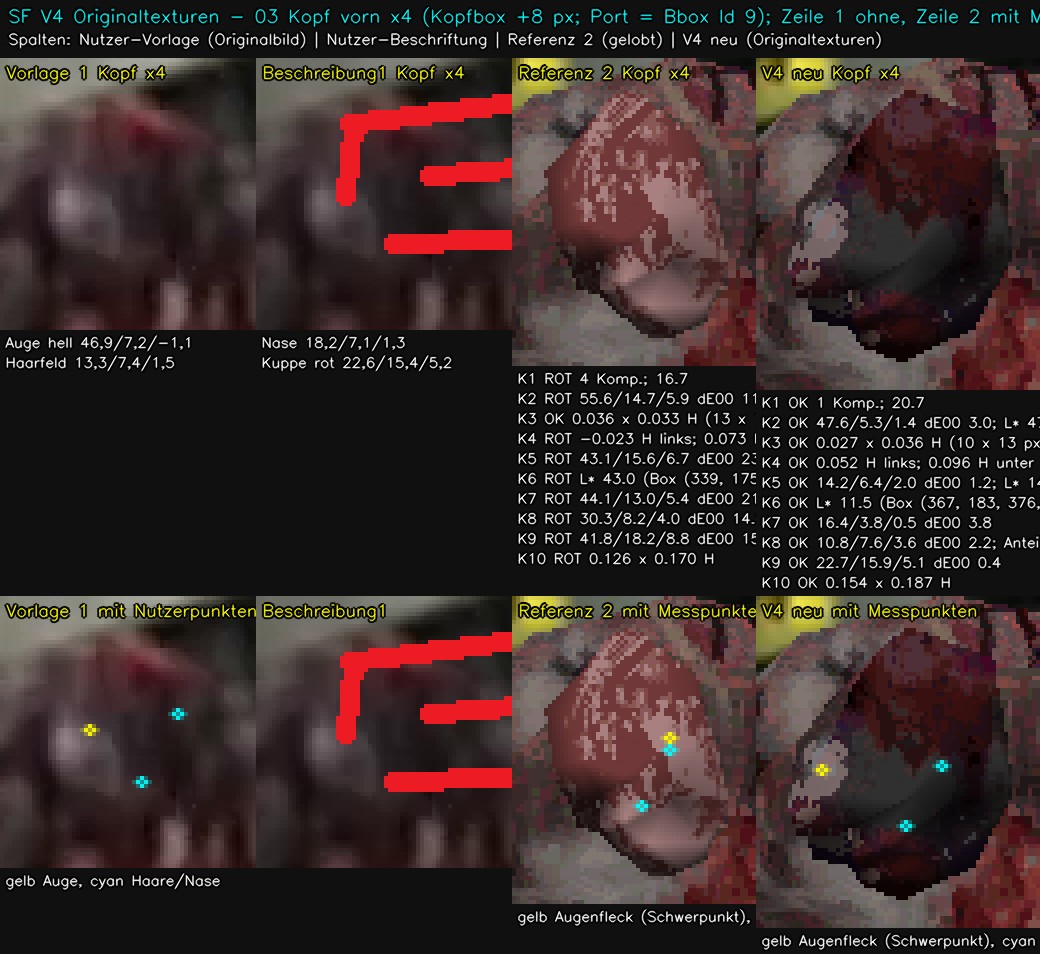 SF V4 Originaltexturen – 03 Kopf vorn x4 (Kopfbox +8 px; Port = Bbox Id 9); Zeile 1 ohne, Zeile 2 mit M
Spalten: Nutzer-Vorlage (Originalbild) | Nutzer-Beschriftung | Referenz 2 (gelobt) | V4 neu (Originaltexturen)
Vorlage 1 Kopf x4
Beschreibung1 Kopf x4
Referenz 2 Kopf x4
V4 neu Kopf x4
Auge hell 46,9/7,2/−1,1
Haarfeld 13,3/7,4/1,5
Nase 18,2/7,1/1,3
Kuppe rot 22,6/15,4/5,2
K1 ROT 4 Komp.; 16.7
K2 ROT 55.6/14.7/5.9 dE00 11
K3 OK 0.036 x 0.033 H (13 x
K4 ROT −0.023 H links; 0.073
K5 ROT 43.1/15.6/6.7 dE00 23
K6 ROT L* 43.0 (Box (339, 175
K7 ROT 44.1/13.0/5.4 dE00 21
K8 ROT 30.3/8.2/4.0 dE00 14.
K9 ROT 41.8/18.2/8.8 dE00 15
K10 ROT 0.126 x 0.170 H
K1 OK 1 Komp.; 20.7
K2 OK 47.6/5.3/1.4 dE00 3.0; L* 47
K3 OK 0.027 x 0.036 H (10 x 13 px
K4 OK 0.052 H links; 0.096 H unter
K5 OK 14.2/6.4/2.0 dE00 1.2; L* 14
K6 OK L* 11.5 (Box (367, 183, 376,
K7 OK 16.4/3.8/0.5 dE00 3.8
K8 OK 10.8/7.6/3.6 dE00 2.2; Antei
K9 OK 22.7/15.9/5.1 dE00 0.4
K10 OK 0.154 x 0.187 H
Vorlage 1 mit Nutzerpunkten
Beschreibung1
Referenz 2 mit Messpunkte
V4 neu mit Messpunkten
gelb Auge, cyan Haare/Nase
gelb Augenfleck (Schwerpunkt),
gelb Augenfleck (Schwerpunkt), cyan